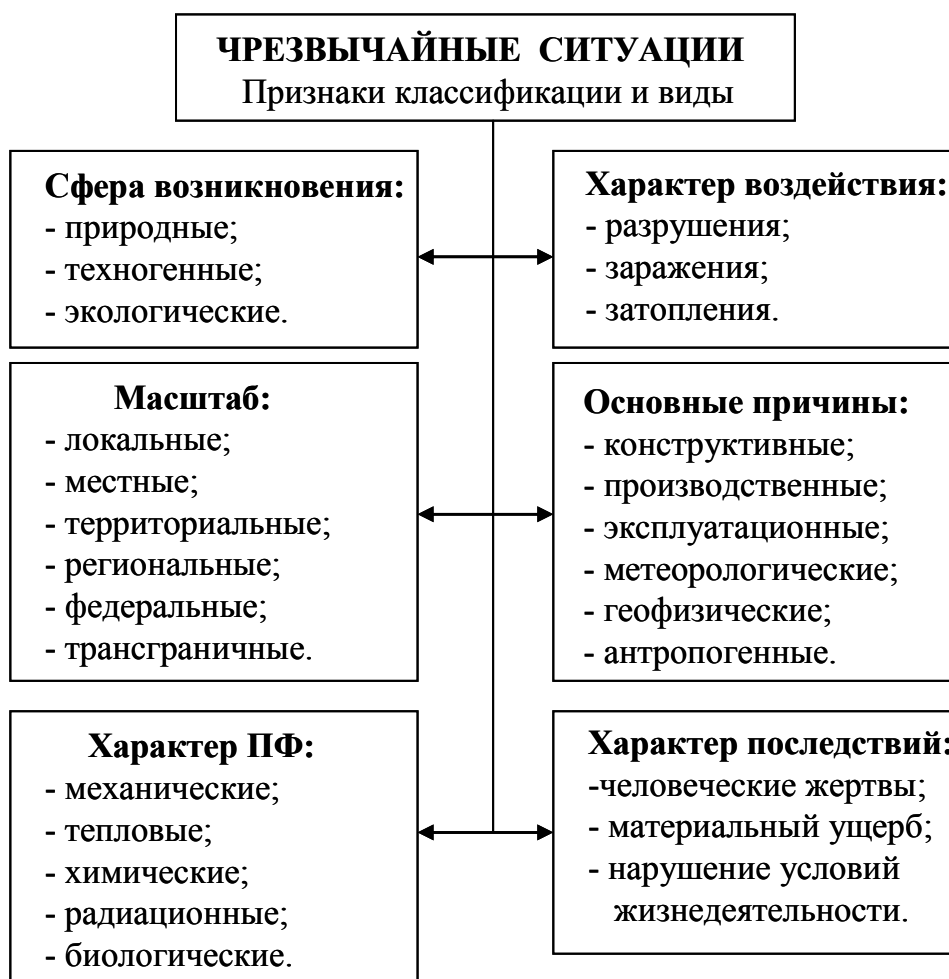 ЧРЕЗВЫЧАЙНЫЕ СИТУАЦИИ
Признаки классификации и виды
Сфера возникновения:
- природные;
- техногенные;
- экологические.
Характер воздействия:
- разрушения;
- заражения;
- затопления.
Масштаб:
- локальные;
- местные;
- территориальные;
- региональные;
- федеральные;
- трансграничные.
Основные причины:
- конструктивные;
- производственные;
- эксплуатационные;
- метеорологические;
- геофизические;
- антропогенные.
Характер ПФ:
- механические;
- тепловые;
- химические;
- радиационные;
- биологические.
Характер последствий:
-человеческие жертвы;
- материальный ущерб;
- нарушение условий
жизнедеятельности.